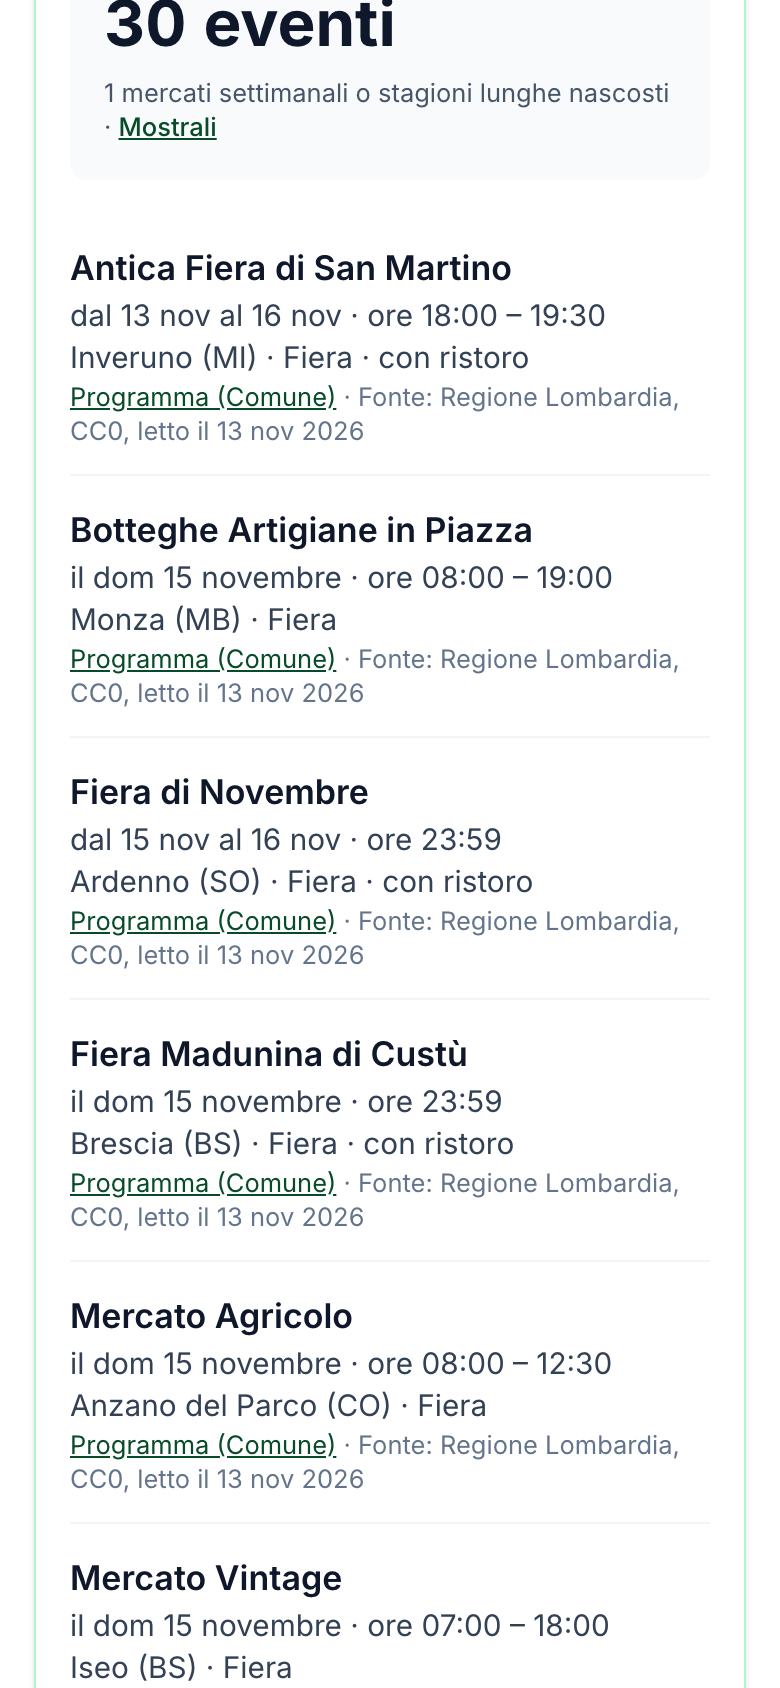 30 eventi
1 mercati settimanali o stagioni lunghe nascosti
· Mostrali
Antica Fiera di San Martino
dal 13 nov al 16 nov · ore 18:00 – 19:30
Inveruno (MI) · Fiera · con ristoro
Programma (Comune) · Fonte: Regione Lombardia,
CC0, letto il 13 nov 2026
Botteghe Artigiane in Piazza
il dom 15 novembre · ore 08:00 – 19:00
Monza (MB) · Fiera
Programma (Comune) · Fonte: Regione Lombardia,
CC0, letto il 13 nov 2026
Fiera di Novembre
dal 15 nov al 16 nov · ore 23:59
Ardenno (SO) · Fiera · con ristoro
Programma (Comune) · Fonte: Regione Lombardia,
CC0, letto il 13 nov 2026
Fiera Madunina di Custù
il dom 15 novembre · ore 23:59
Brescia (BS) · Fiera · con ristoro
Programma (Comune) · Fonte: Regione Lombardia,
CC0, letto il 13 nov 2026
Mercato Agricolo
il dom 15 novembre · ore 08:00 – 12:30
Anzano del Parco (CO) · Fiera
Programma (Comune) · Fonte: Regione Lombardia,
CC0, letto il 13 nov 2026
Mercato Vintage
il dom 15 novembre · ore 07:00 – 18:00
Iseo (BS) · Fiera